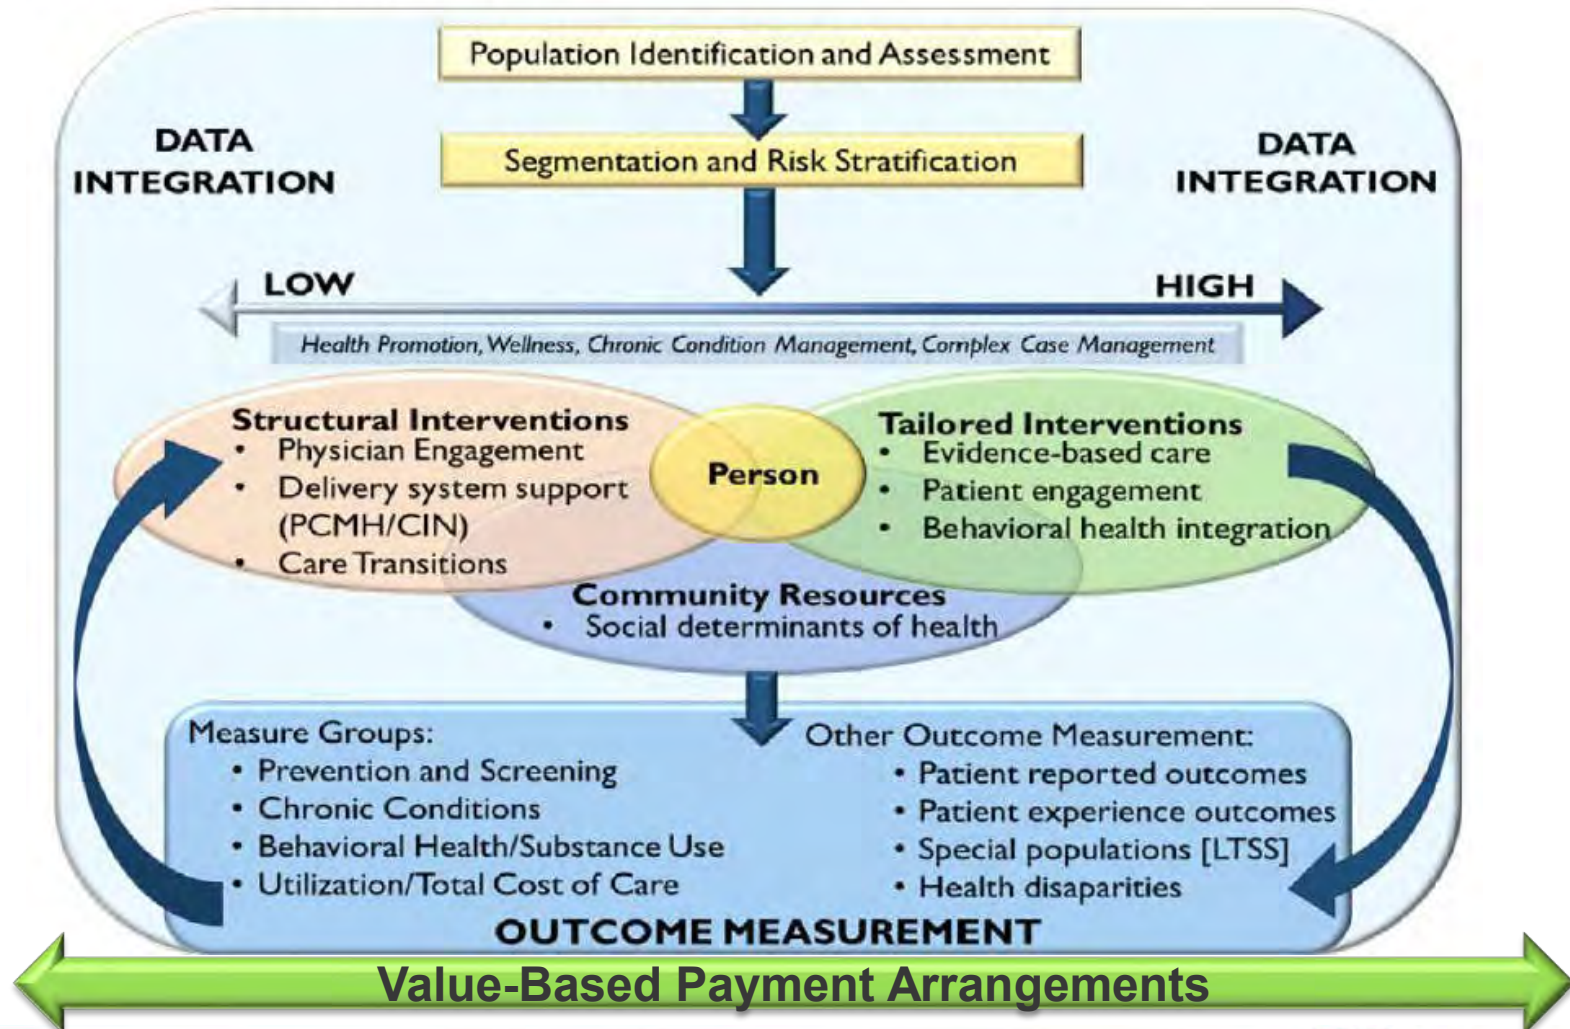 Population Identification and Assessment
DATA
INTEGRATION
Segmentation and Risk Stratification
DATA
INTEGRATION
LOW
HIGH
Health Promotion, Wellness, Chronic Condition Management, Complex Case Management
Structural Interventions
• Physician Engagement
• Delivery system support
(PCMH/CIN)
• Care Transitions
Person
Tailored Interventions
• Evidence-based care
• Patient engagement
• Behavioral health integration
Community Resources
• Social determinants of health
Measure Groups:
• Prevention and Screening
• Chronic Conditions
• Behavioral Health/Substance Use
• Utilization/Total Cost of Care
Other Outcome Measurement:
• Patient reported outcomes
• Patient experience outcomes
• Special populations [LTSS]
• Health disaparities
OUTCOME MEASUREMENT
Value-Based Payment Arrangements